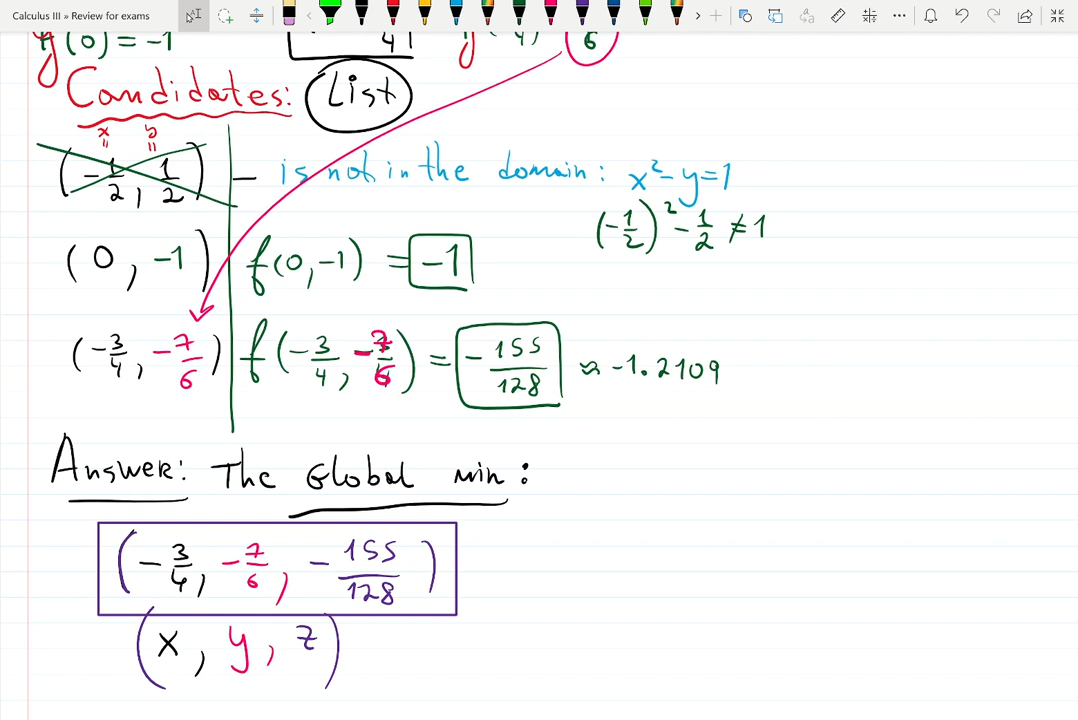 Calculus III » Review for exams
y(0) = -1
41
6
Candidates: List
x y
= =
(-1/2, 1/2) — is not in the domain: x² - y = 1
(-1/2)² - 1/2 ≠ 1
(0, -1) f(0, -1) = -1
(-3/4, -7/6) f(-3/4, -7/6) = -155/128 ≈ -1.2109
Answer: The Global min:
(-3/4, -7/6, -155/128)
(x, y, z)